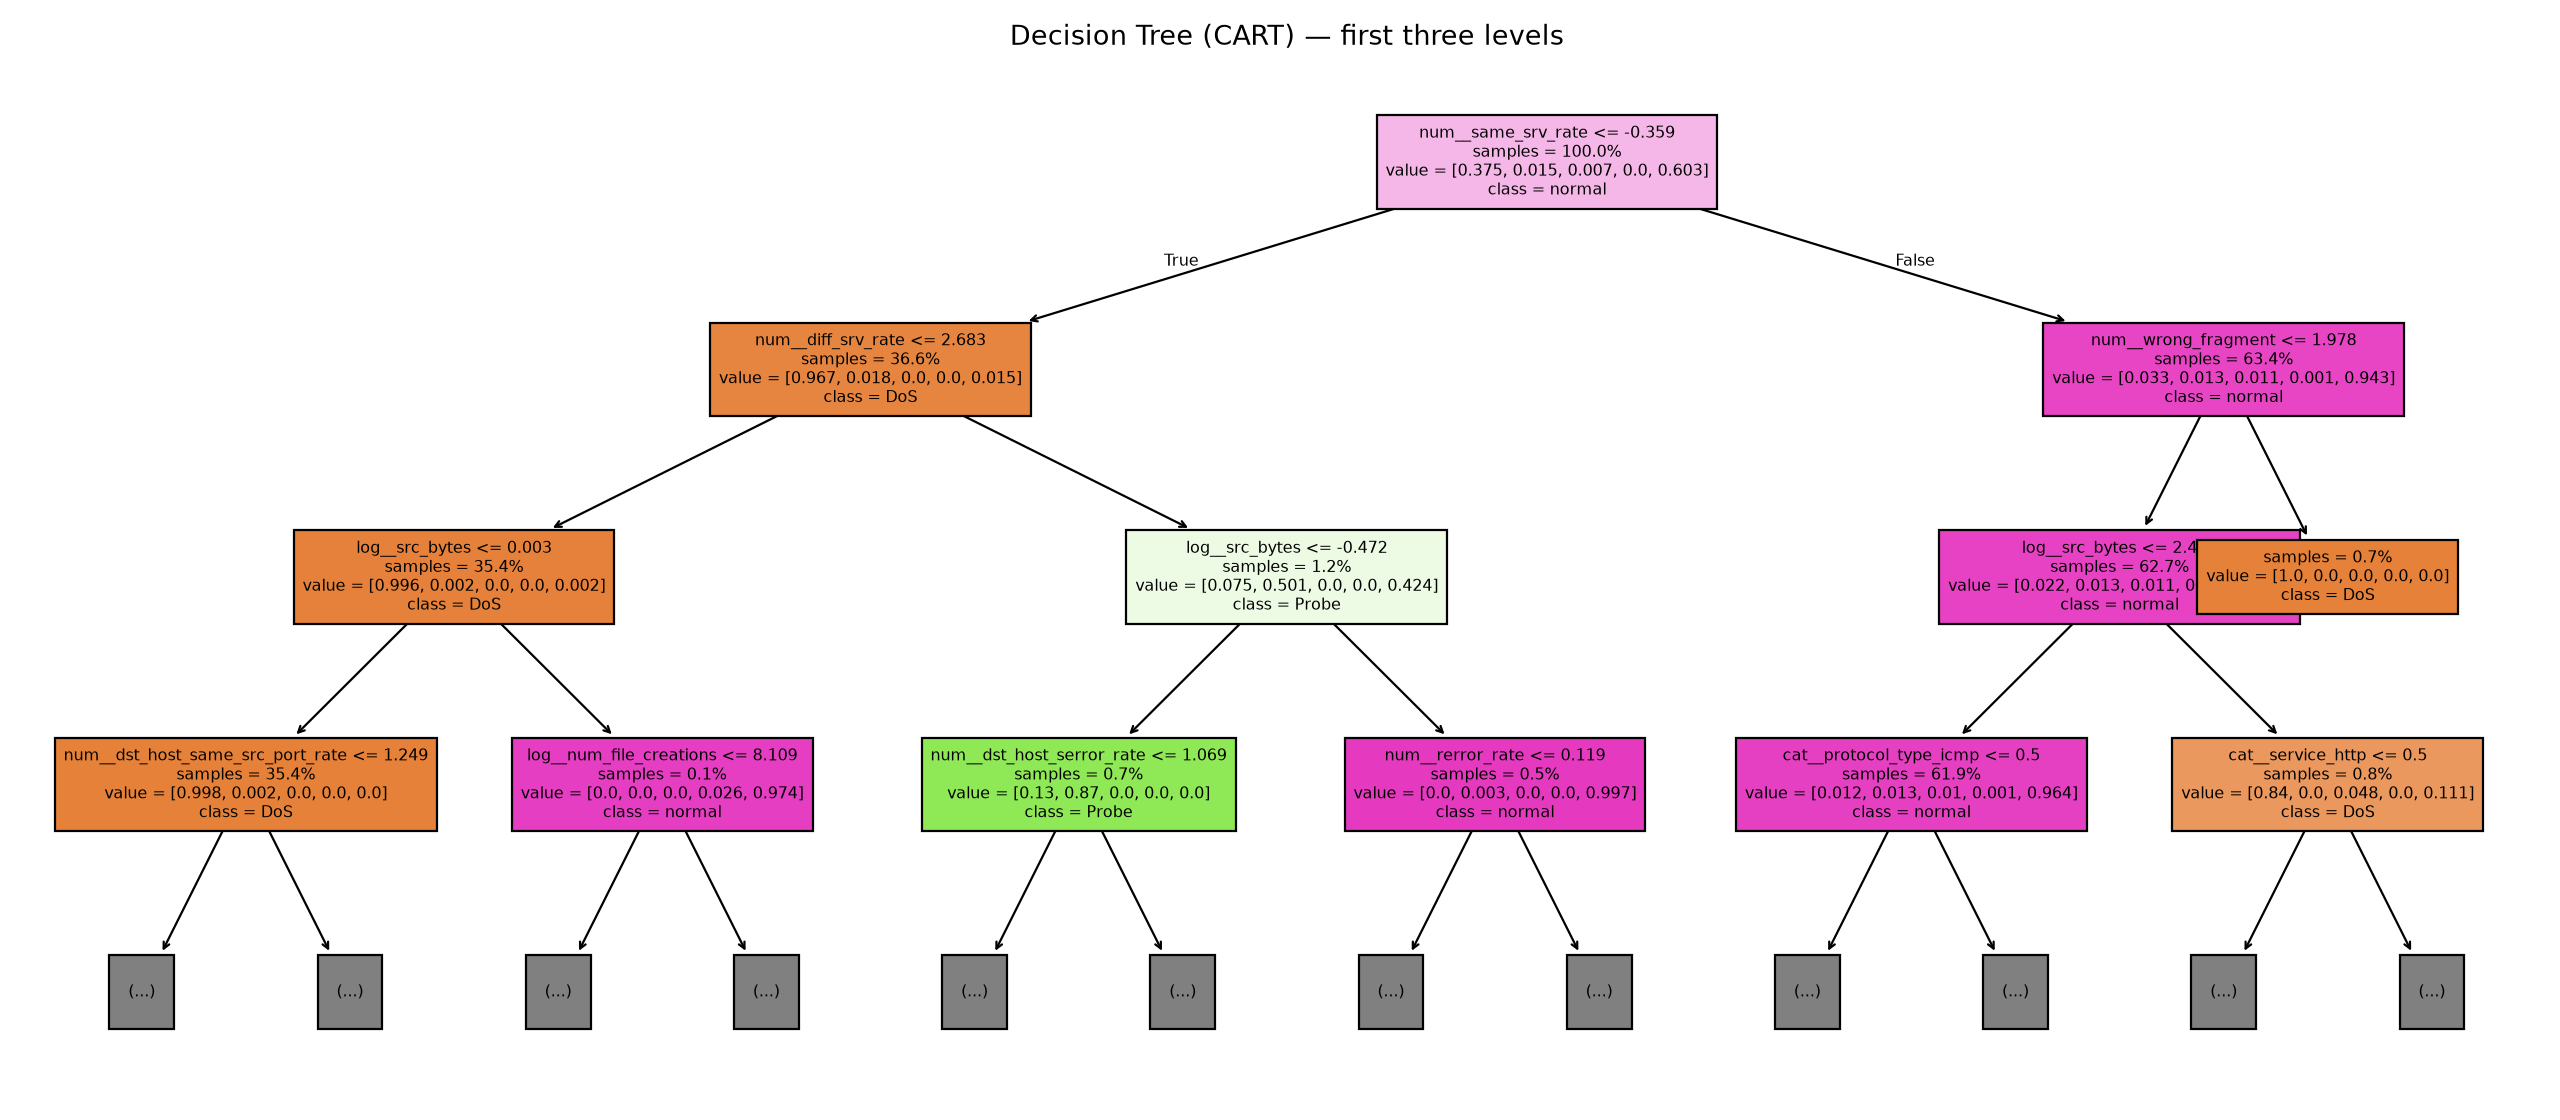 Decision Tree (CART) — first three levels
num__same_srv_rate <= -0.359
samples = 100.0%
value = [0.375, 0.015, 0.007, 0.0, 0.603]
class = normal
True
False
num__diff_srv_rate <= 2.683
samples = 36.6%
value = [0.967, 0.018, 0.0, 0.0, 0.015]
class = DoS
num__wrong_fragment <= 1.978
samples = 63.4%
value = [0.033, 0.013, 0.011, 0.001, 0.943]
class = normal
log__src_bytes <= 0.003
samples = 35.4%
value = [0.996, 0.002, 0.0, 0.0, 0.002]
class = DoS
log__src_bytes <= -0.472
samples = 1.2%
value = [0.075, 0.501, 0.0, 0.0, 0.424]
class = Probe
log__src_bytes <= 2.4
samples = 62.7%
value = [0.022, 0.013, 0.011, 0
class = normal
samples = 0.7%
value = [1.0, 0.0, 0.0, 0.0, 0.0]
class = DoS
num__dst_host_same_src_port_rate <= 1.249
samples = 35.4%
value = [0.998, 0.002, 0.0, 0.0, 0.0]
class = DoS
log__num_file_creations <= 8.109
samples = 0.1%
value = [0.0, 0.0, 0.0, 0.026, 0.974]
class = normal
num__dst_host_serror_rate <= 1.069
samples = 0.7%
value = [0.13, 0.87, 0.0, 0.0, 0.0]
class = Probe
num__rerror_rate <= 0.119
samples = 0.5%
value = [0.0, 0.003, 0.0, 0.0, 0.997]
class = normal
cat__protocol_type_icmp <= 0.5
samples = 61.9%
value = [0.012, 0.013, 0.01, 0.001, 0.964]
class = normal
cat__service_http <= 0.5
samples = 0.8%
value = [0.84, 0.0, 0.048, 0.0, 0.111]
class = DoS
(...)
(...)
(...)
(...)
(...)
(...)
(...)
(...)
(...)
(...)
(...)
(...)